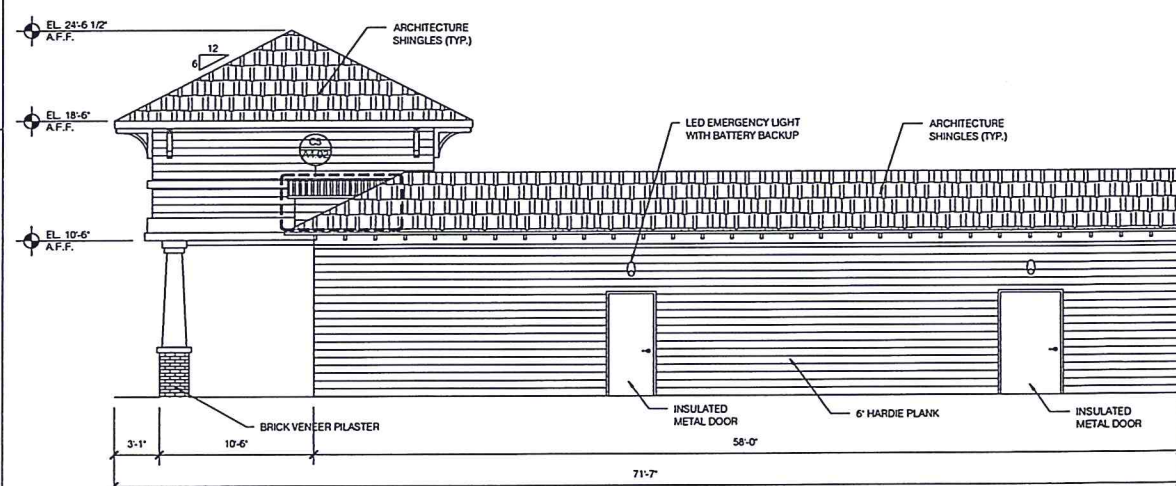 EL. 24'-6 1/2"
A.F.F.
12
6
ARCHITECTURE
SHINGLES (TYP.)
EL. 18'-6"
A.F.F.
C3
LED EMERGENCY LIGHT
WITH BATTERY BACKUP
ARCHITECTURE
SHINGLES (TYP.)
EL. 10'-6"
A.F.F.
BRICK VENEER PILASTER
INSULATED
METAL DOOR
6" HARDIE PLANK
INSULATED
METAL DOOR
3'-1"
10'-6"
58'-0"
71'-7"